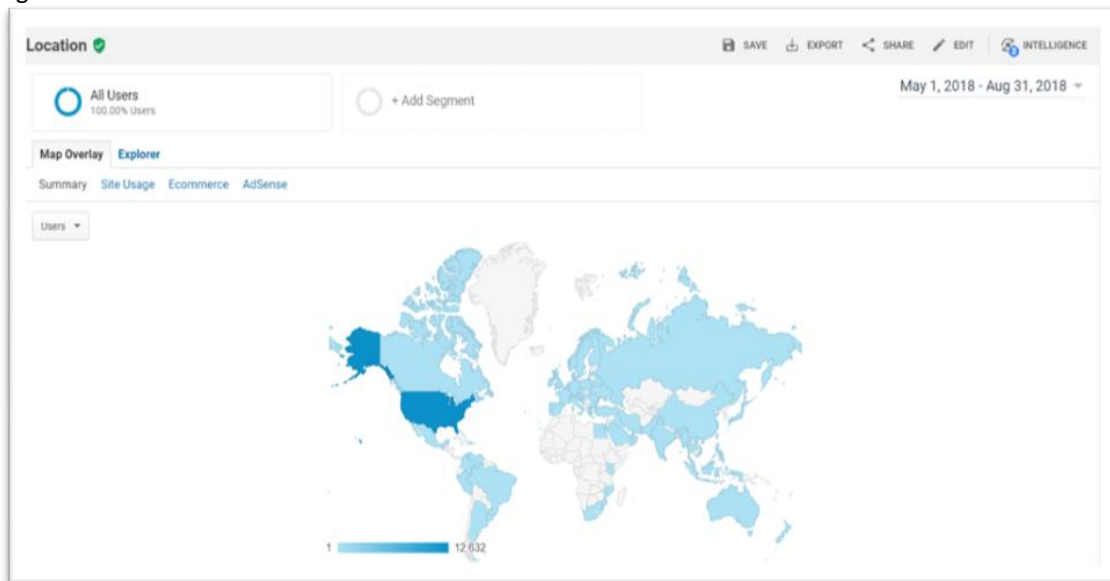 Location
SAVE EXPORT SHARE EDIT INTELLIGENCE
2
All Users
100.00% Users
+ Add Segment
May 1, 2018 - Aug 31, 2018
Map Overlay Explorer
Summary Site Usage Ecommerce AdSense
Users
1 12,632